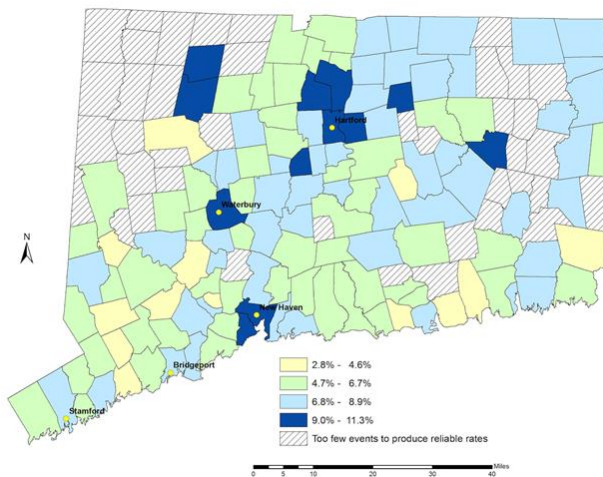 Hartford
Waterbury
N
New Haven
Bridgeport
Stamford
2.8% - 4.6%
4.7% - 6.7%
6.8% - 8.9%
9.0% - 11.3%
Too few events to produce reliable rates
Miles
0 5 10 20 30 40